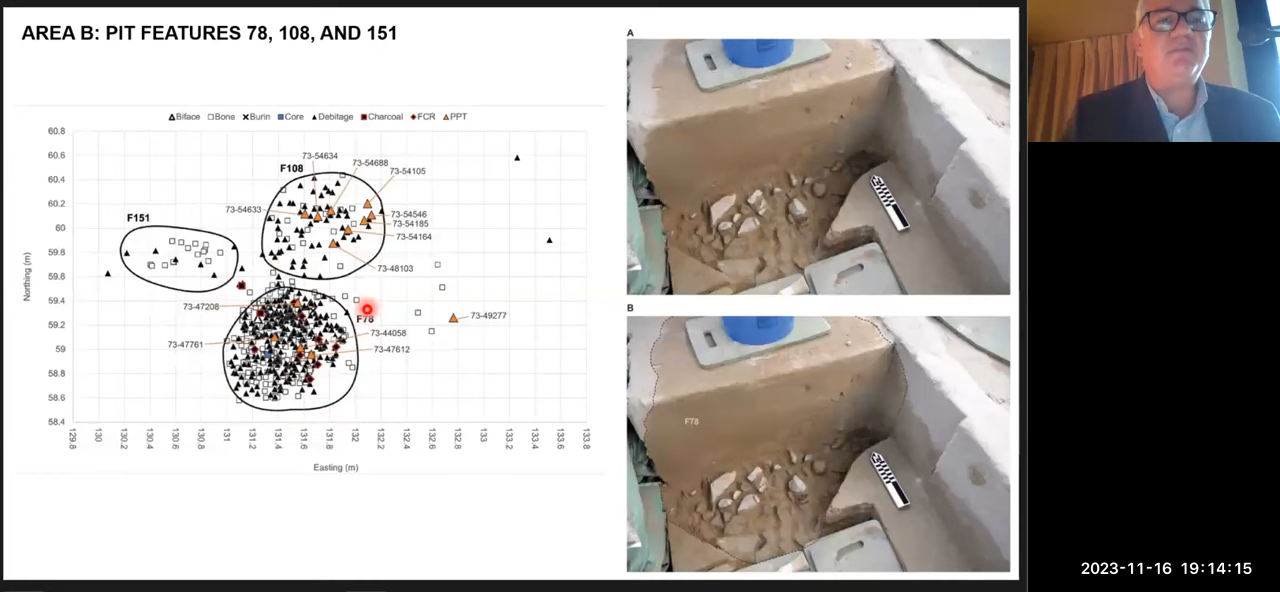 AREA B: PIT FEATURES 78, 108, AND 151
Biface Bone Burin Core Debitage Charcoal FCR PPT
60.8
60.6
60.4
60.2
60
59.8
59.6
59.4
59.2
59
58.8
58.6
58.4
Northing (m)
F108
73-54634
73-54688
73-54105
73-54633
73-54546
73-54185
73-54164
73-48103
F151
73-47208
F78
73-49277
73-44058
73-47761
73-47612
129.8 130 130.2 130.4 130.6 130.8 131 131.2 131.4 131.6 131.8 132 132.2 132.4 132.6 132.8 133 133.2 133.4 133.6 133.8
Easting (m)
A
B
F78
2023-11-16 19:14:15